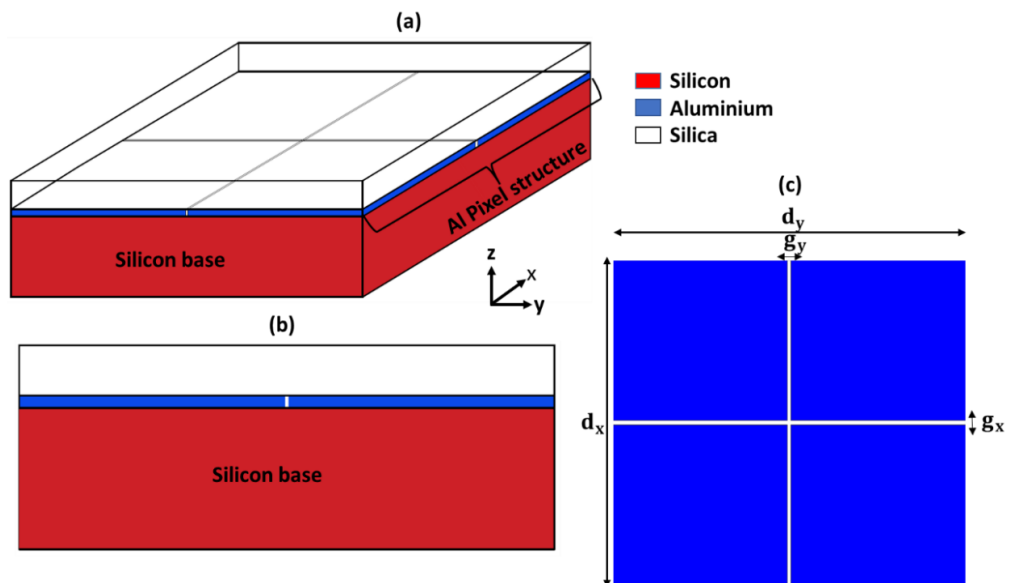 (a)
Silicon
Aluminium
Silica
Al Pixel structure
Silicon base
z
x
y
(b)
Silicon base
(c)
dy
gy
dx
gx